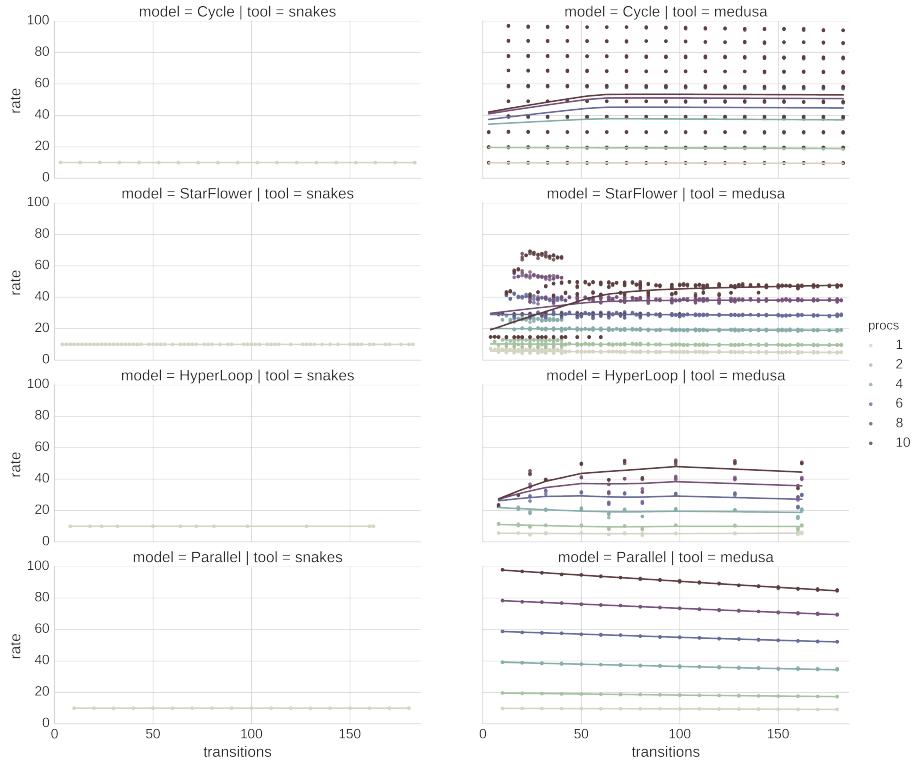 model = Cycle | tool = snakes
model = Cycle | tool = medusa
100
80
60
40
20
0
rate
model = StarFlower | tool = snakes
model = StarFlower | tool = medusa
100
80
60
40
20
0
rate
model = HyperLoop | tool = snakes
model = HyperLoop | tool = medusa
100
80
60
40
20
0
rate
model = Parallel | tool = snakes
model = Parallel | tool = medusa
100
80
60
40
20
0
rate
0 50 100 150
transitions
0 50 100 150
transitions
procs
1
2
4
6
8
10